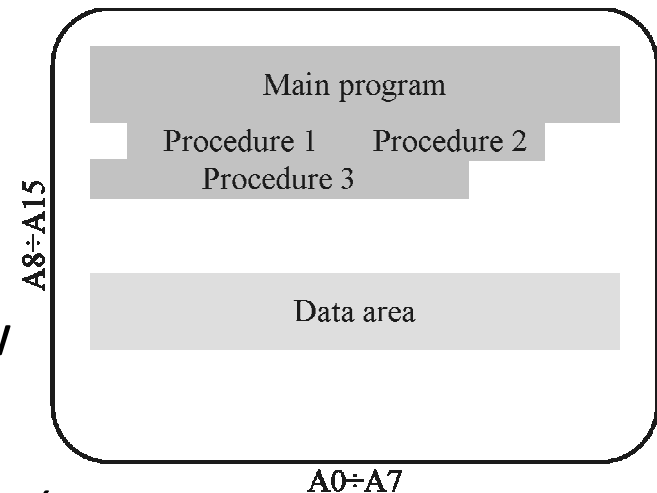 Main program
Procedure 1 Procedure 2
Procedure 3
A8÷A15
Data area
A0÷A7